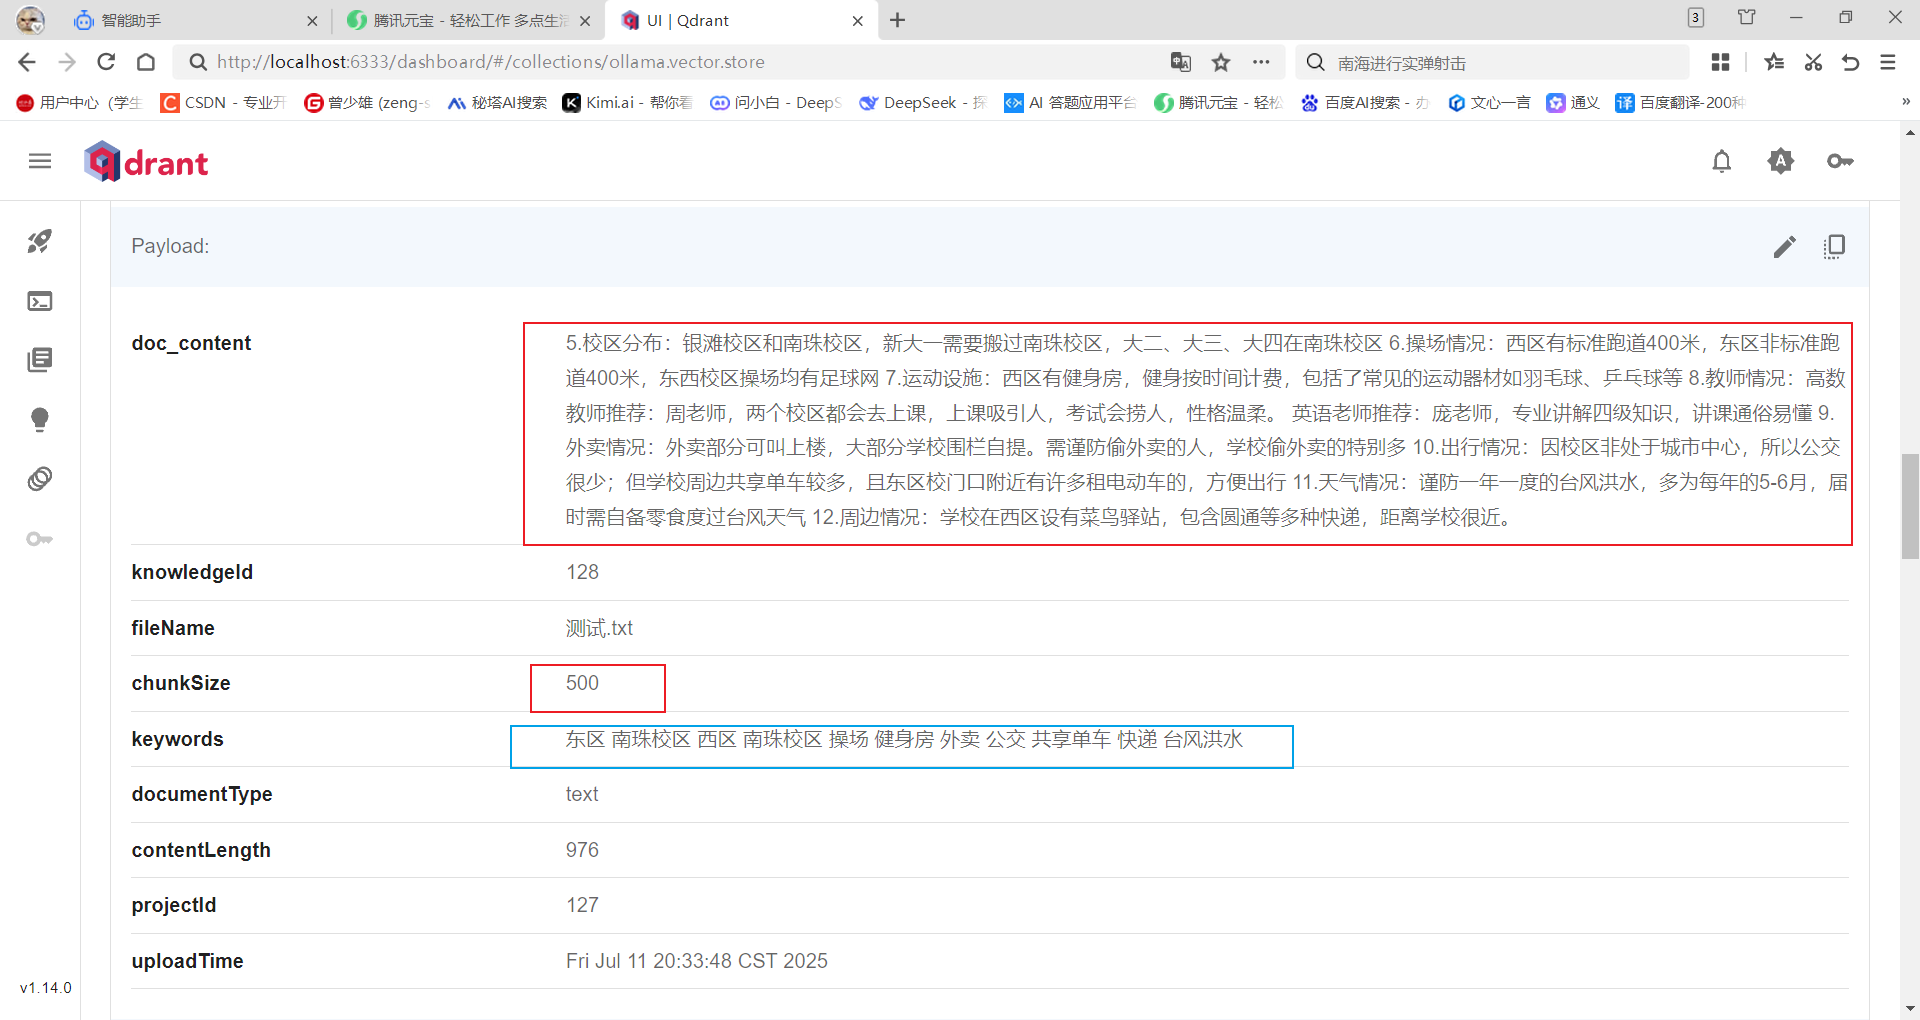 智能助手
腾讯元宝 - 轻松工作 多点生活
UI | Qdrant
3
http://localhost:6333/dashboard/#/collections/ollama.vector.store
南海进行实弹射击
用户中心（学生
CSDN - 专业开
曾少雄 (zeng-s
秘塔AI搜索
Kimi.ai - 帮你看
问小白 - DeepS
DeepSeek - 探
AI 答题应用平台
腾讯元宝 - 轻松
百度AI搜索 - 办
文心一言
通义
百度翻译-200种
qdrant
A
Payload:
doc_content
5.校区分布：银滩校区和南珠校区，新大一需要搬过南珠校区，大二、大三、大四在南珠校区 6.操场情况：西区有标准跑道400米，东区非标准跑
道400米，东西校区操场均有足球网 7.运动设施：西区有健身房，健身按时间计费，包括了常见的运动器材如羽毛球、乒乓球等 8.教师情况：高数
教师推荐：周老师，两个校区都会去上课，上课吸引人，考试会捞人，性格温柔。 英语老师推荐：庞老师，专业讲解四级知识，讲课通俗易懂 9.
外卖情况：外卖部分可叫上楼，大部分学校围栏自提。需谨防偷外卖的人，学校偷外卖的特别多 10.出行情况：因校区非处于城市中心，所以公交
很少；但学校周边共享单车较多，且东区校门口附近有许多租电动车的，方便出行 11.天气情况：谨防一年一度的台风洪水，多为每年的5-6月，届
时需自备零食度过台风天气 12.周边情况：学校在西区设有菜鸟驿站，包含圆通等多种快递，距离学校很近。
knowledgeId
128
fileName
测试.txt
chunkSize
500
keywords
东区 南珠校区 西区 南珠校区 操场 健身房 外卖 公交 共享单车 快递 台风洪水
documentType
text
contentLength
976
projectId
127
uploadTime
Fri Jul 11 20:33:48 CST 2025
v1.14.0